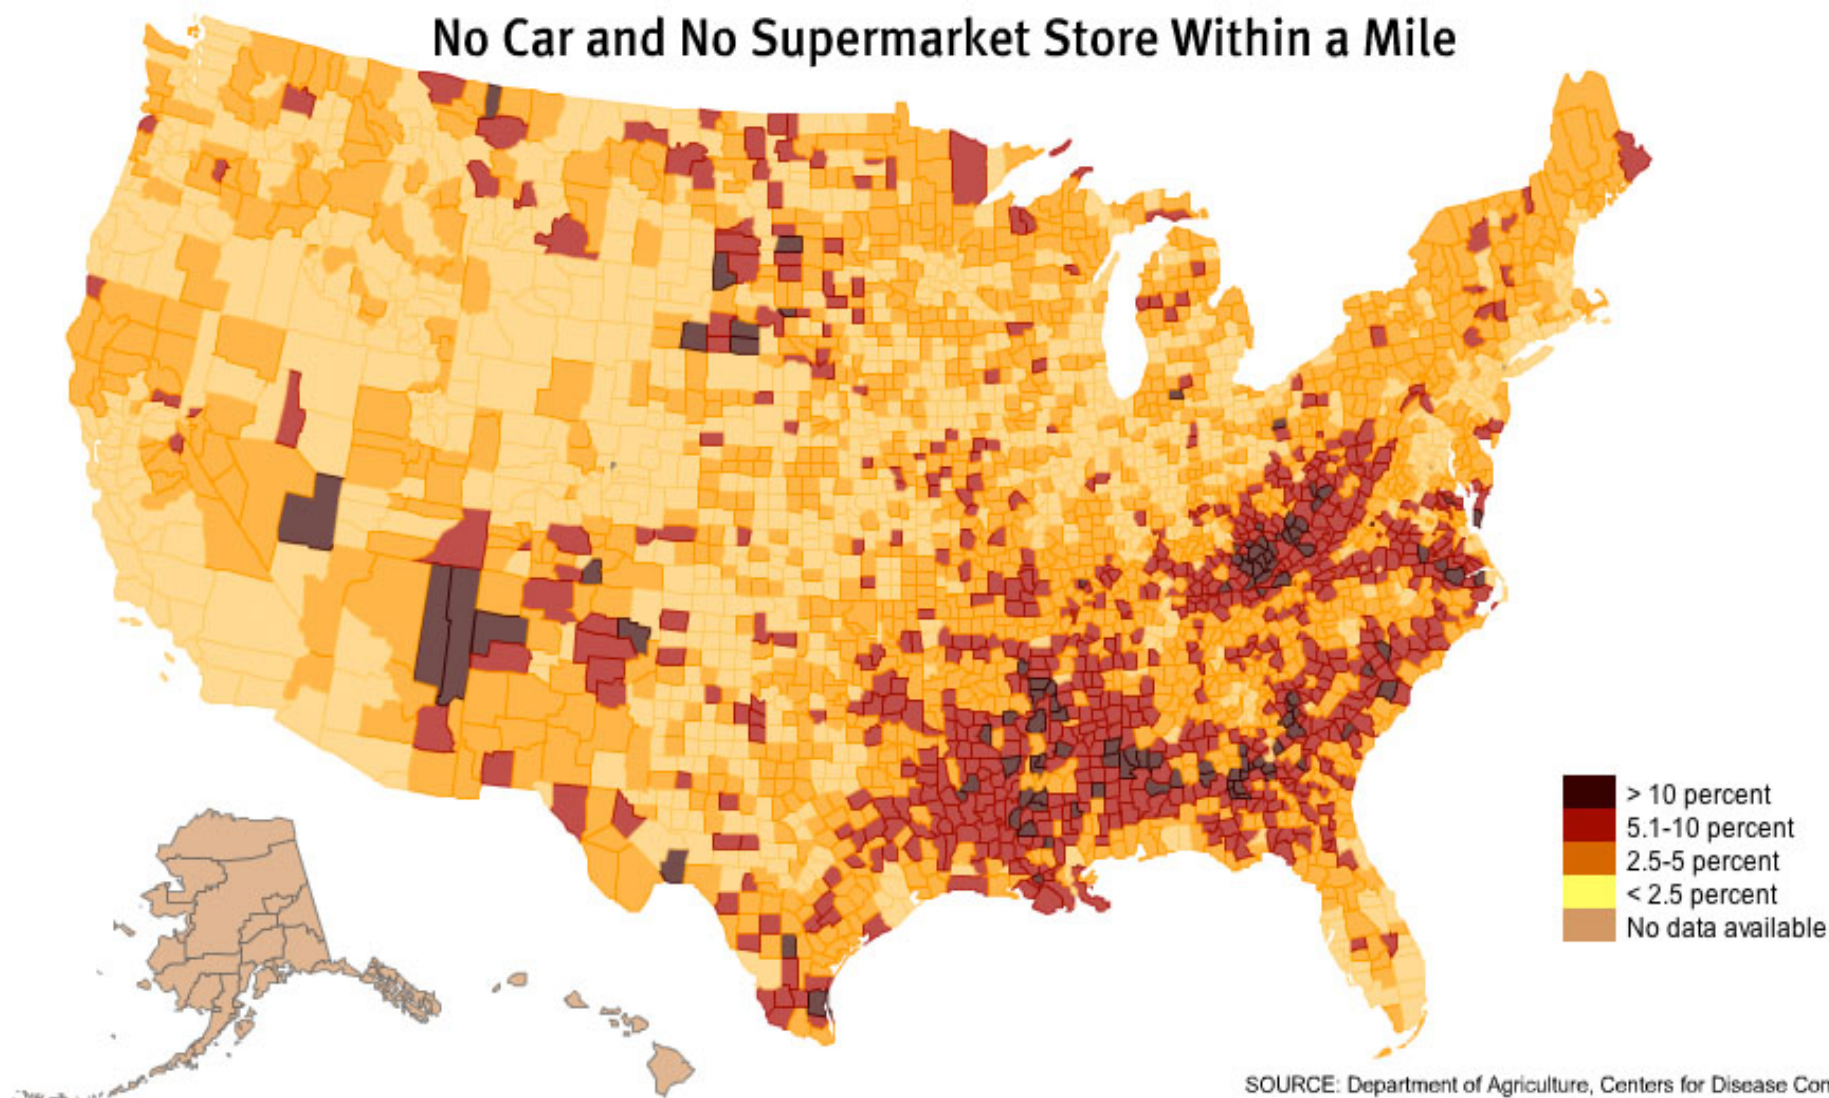 No Car and No Supermarket Store Within a Mile
> 10 percent
5.1-10 percent
2.5-5 percent
< 2.5 percent
No data available
SOURCE: Department of Agriculture, Centers for Disease Con